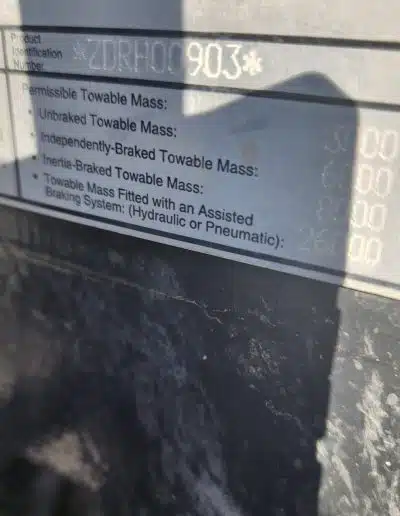 Product
Identification
Number
*ZDRH00903*
Permissible Towable Mass:
• Unbraked Towable Mass:
• Independently-Braked Towable Mass:
• Inertia-Braked Towable Mass:
• Towable Mass Fitted with an Assisted
Braking System: (Hydraulic or Pneumatic):